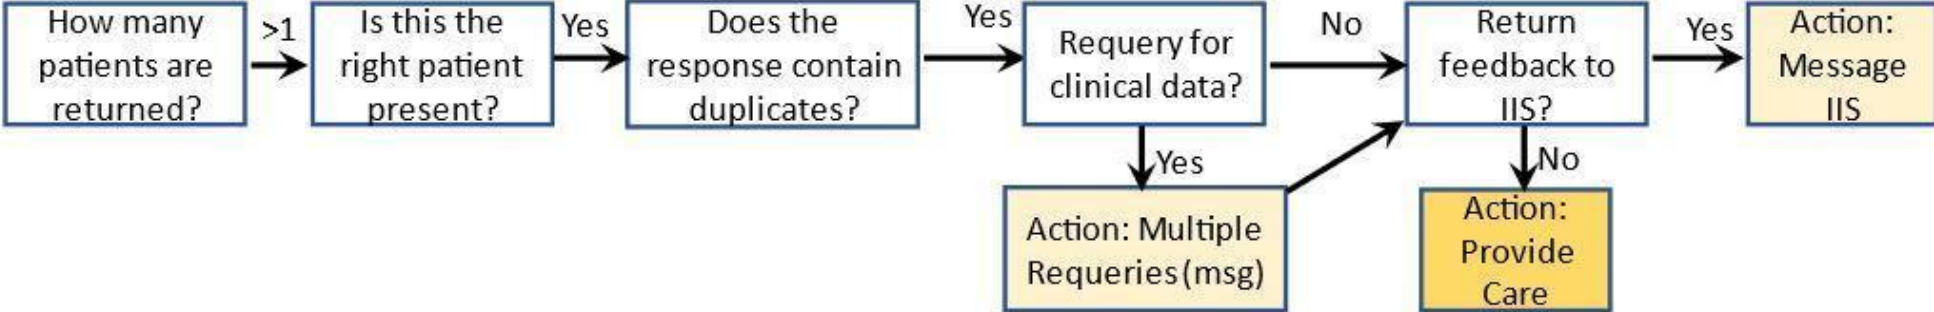 How many
patients are
returned?
>1
Is this the
right patient
present?
Yes
Does the
response contain
duplicates?
Yes
Requery for
clinical data?
No
Return
feedback to
IIS?
Yes
Action:
Message
IIS
Yes
No
Action: Multiple
Requeries (msg)
Action:
Provide
Care